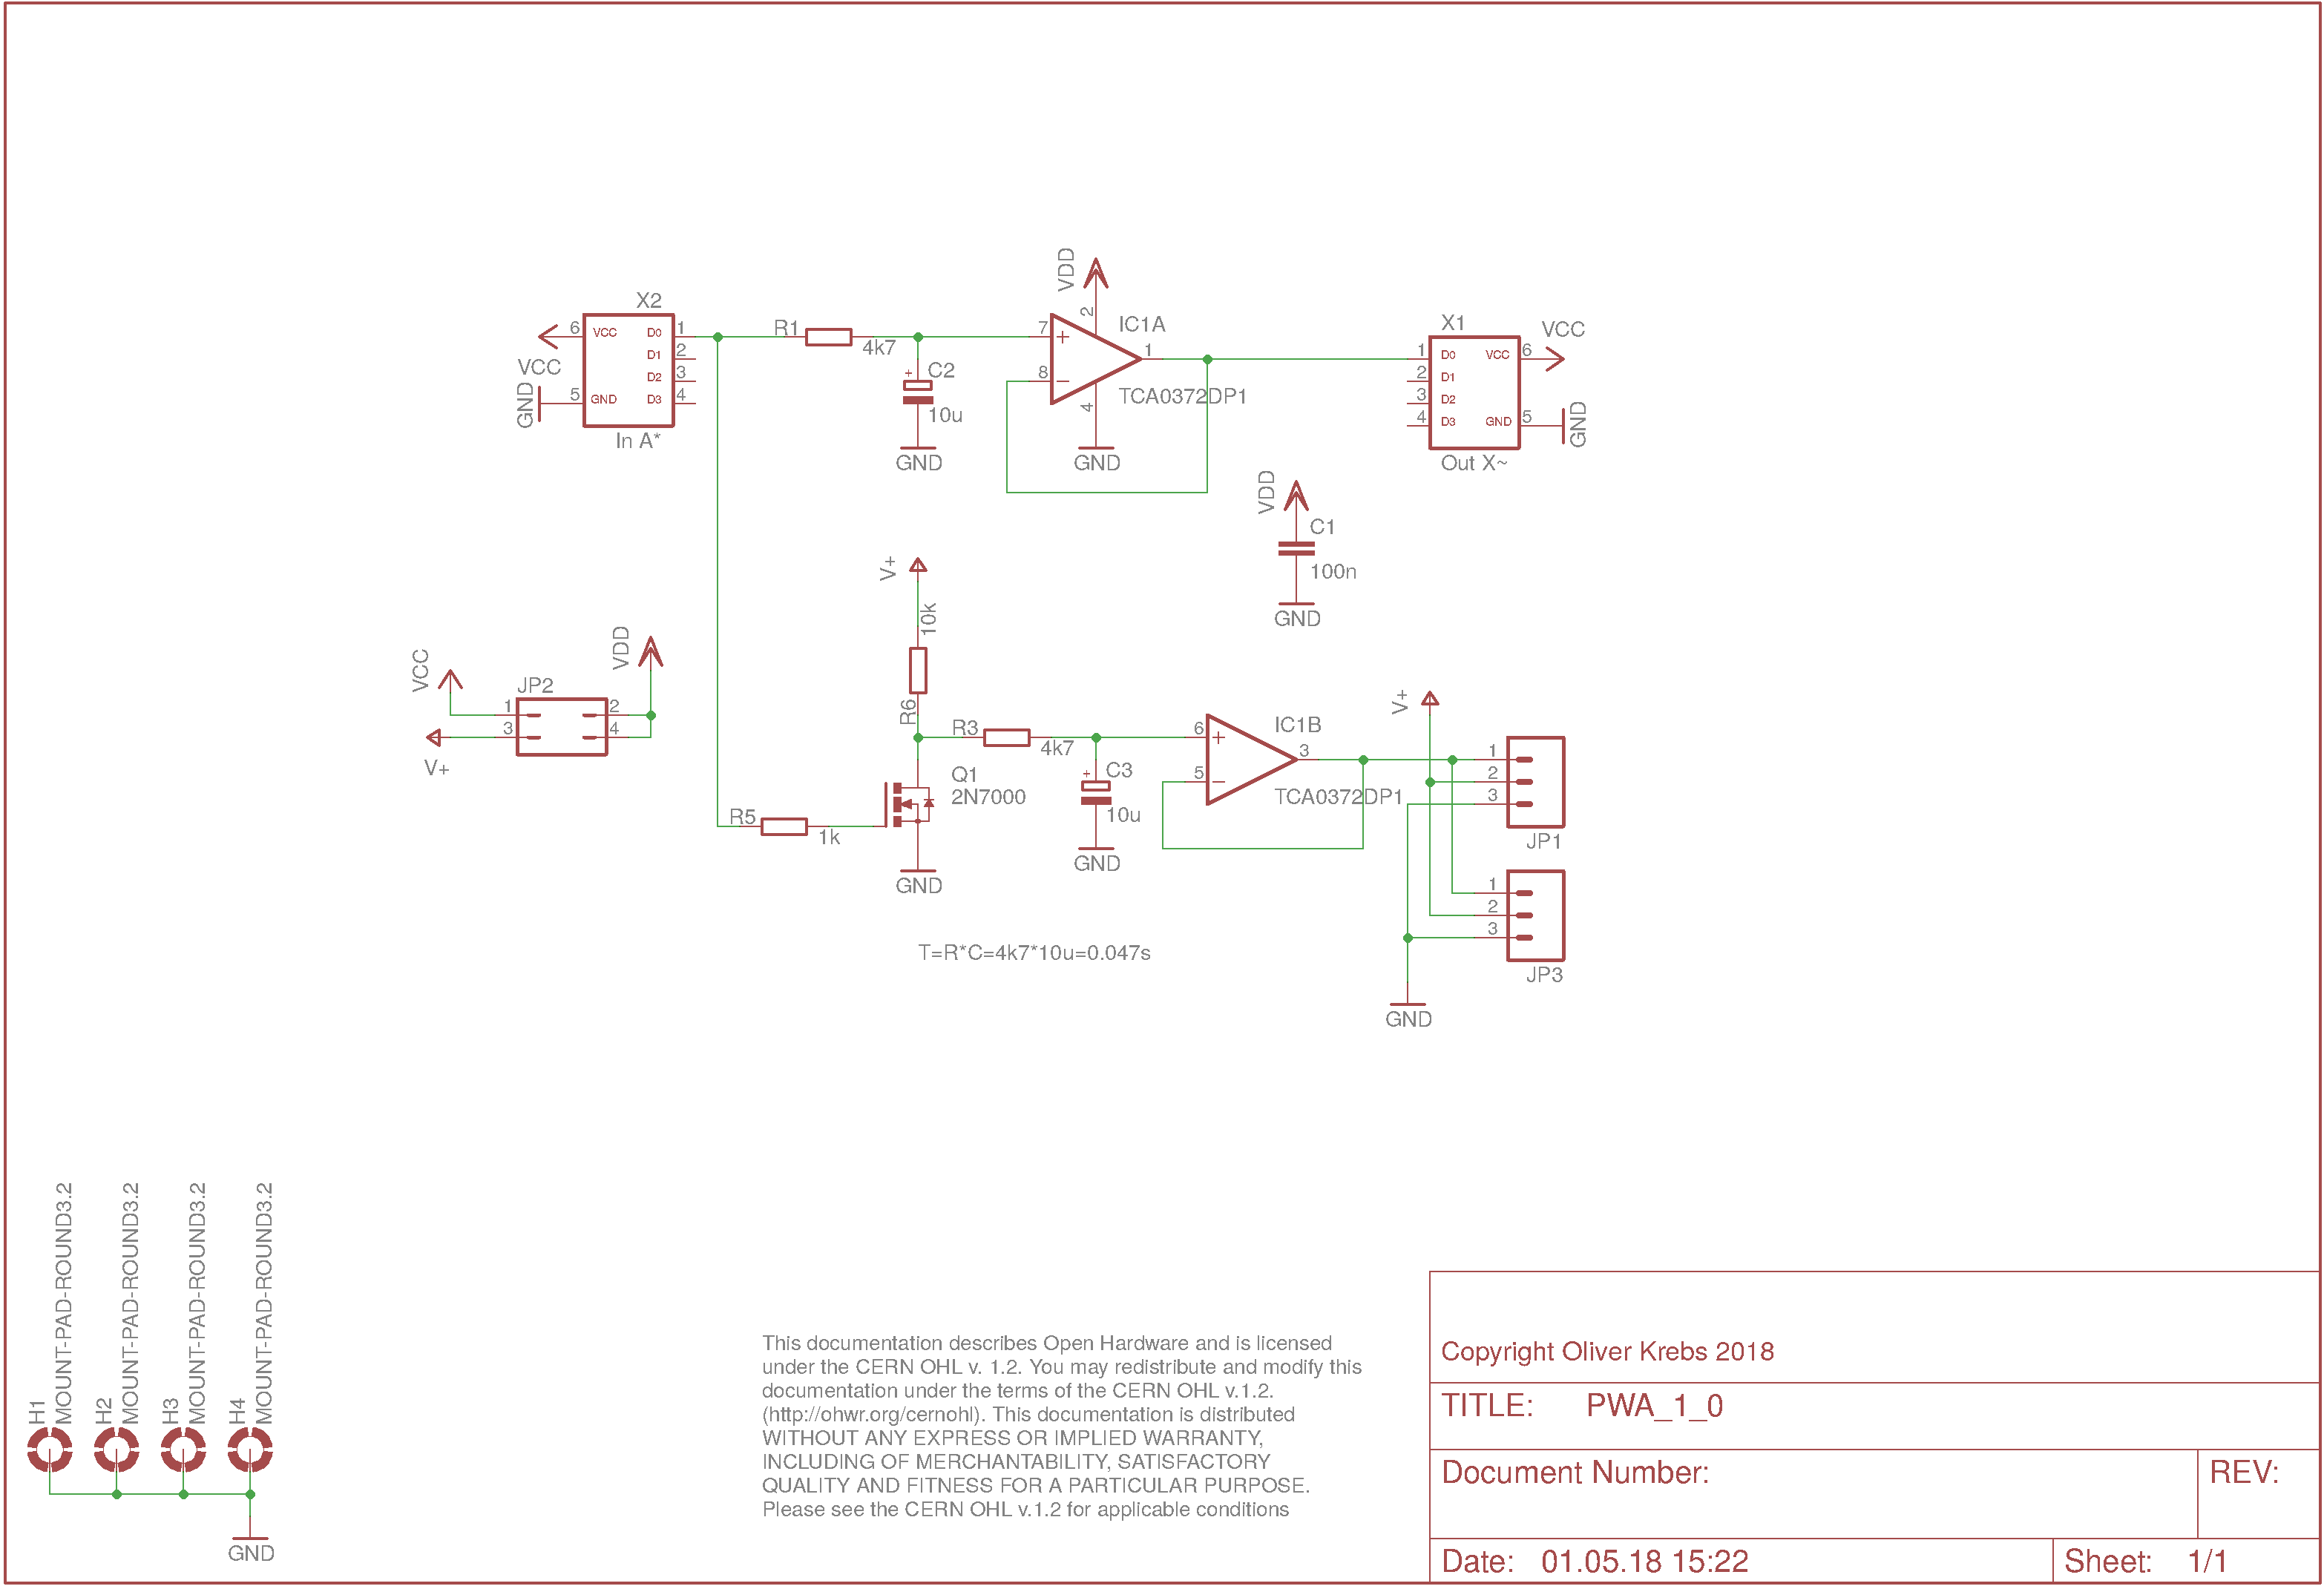 VDD
X2
6 VCC D0 1
D1 2
D2 3
5 GND D3 4
VCC
GND
In A*
R1
4k7
+ C2
10u
GND
7
8
2
4
1
IC1A
TCA0372DP1
GND
X1
1 D0 VCC 6
2 D1
3 D2
4 D3 GND 5
VCC
GND
Out X~
VDD
C1
100n
GND
V+
10k
R6
VCC
VDD
JP2
1 2
3 4
V+
R3
4k7
Q1
2N7000
R5
1k
GND
+ C3
10u
GND
6
5
3
IC1B
TCA0372DP1
V+
1
2
3
JP1
1
2
3
JP3
GND
T=R*C=4k7*10u=0.047s
H1
MOUNT-PAD-ROUND3.2
H2
MOUNT-PAD-ROUND3.2
H3
MOUNT-PAD-ROUND3.2
H4
MOUNT-PAD-ROUND3.2
GND
This documentation describes Open Hardware and is licensed
under the CERN OHL v. 1.2. You may redistribute and modify this
documentation under the terms of the CERN OHL v.1.2.
(http://ohwr.org/cernohl). This documentation is distributed
WITHOUT ANY EXPRESS OR IMPLIED WARRANTY,
INCLUDING OF MERCHANTABILITY, SATISFACTORY
QUALITY AND FITNESS FOR A PARTICULAR PURPOSE.
Please see the CERN OHL v.1.2 for applicable conditions
Copyright Oliver Krebs 2018
TITLE: PWA_1_0
Document Number:
REV:
Date: 01.05.18 15:22
Sheet: 1/1